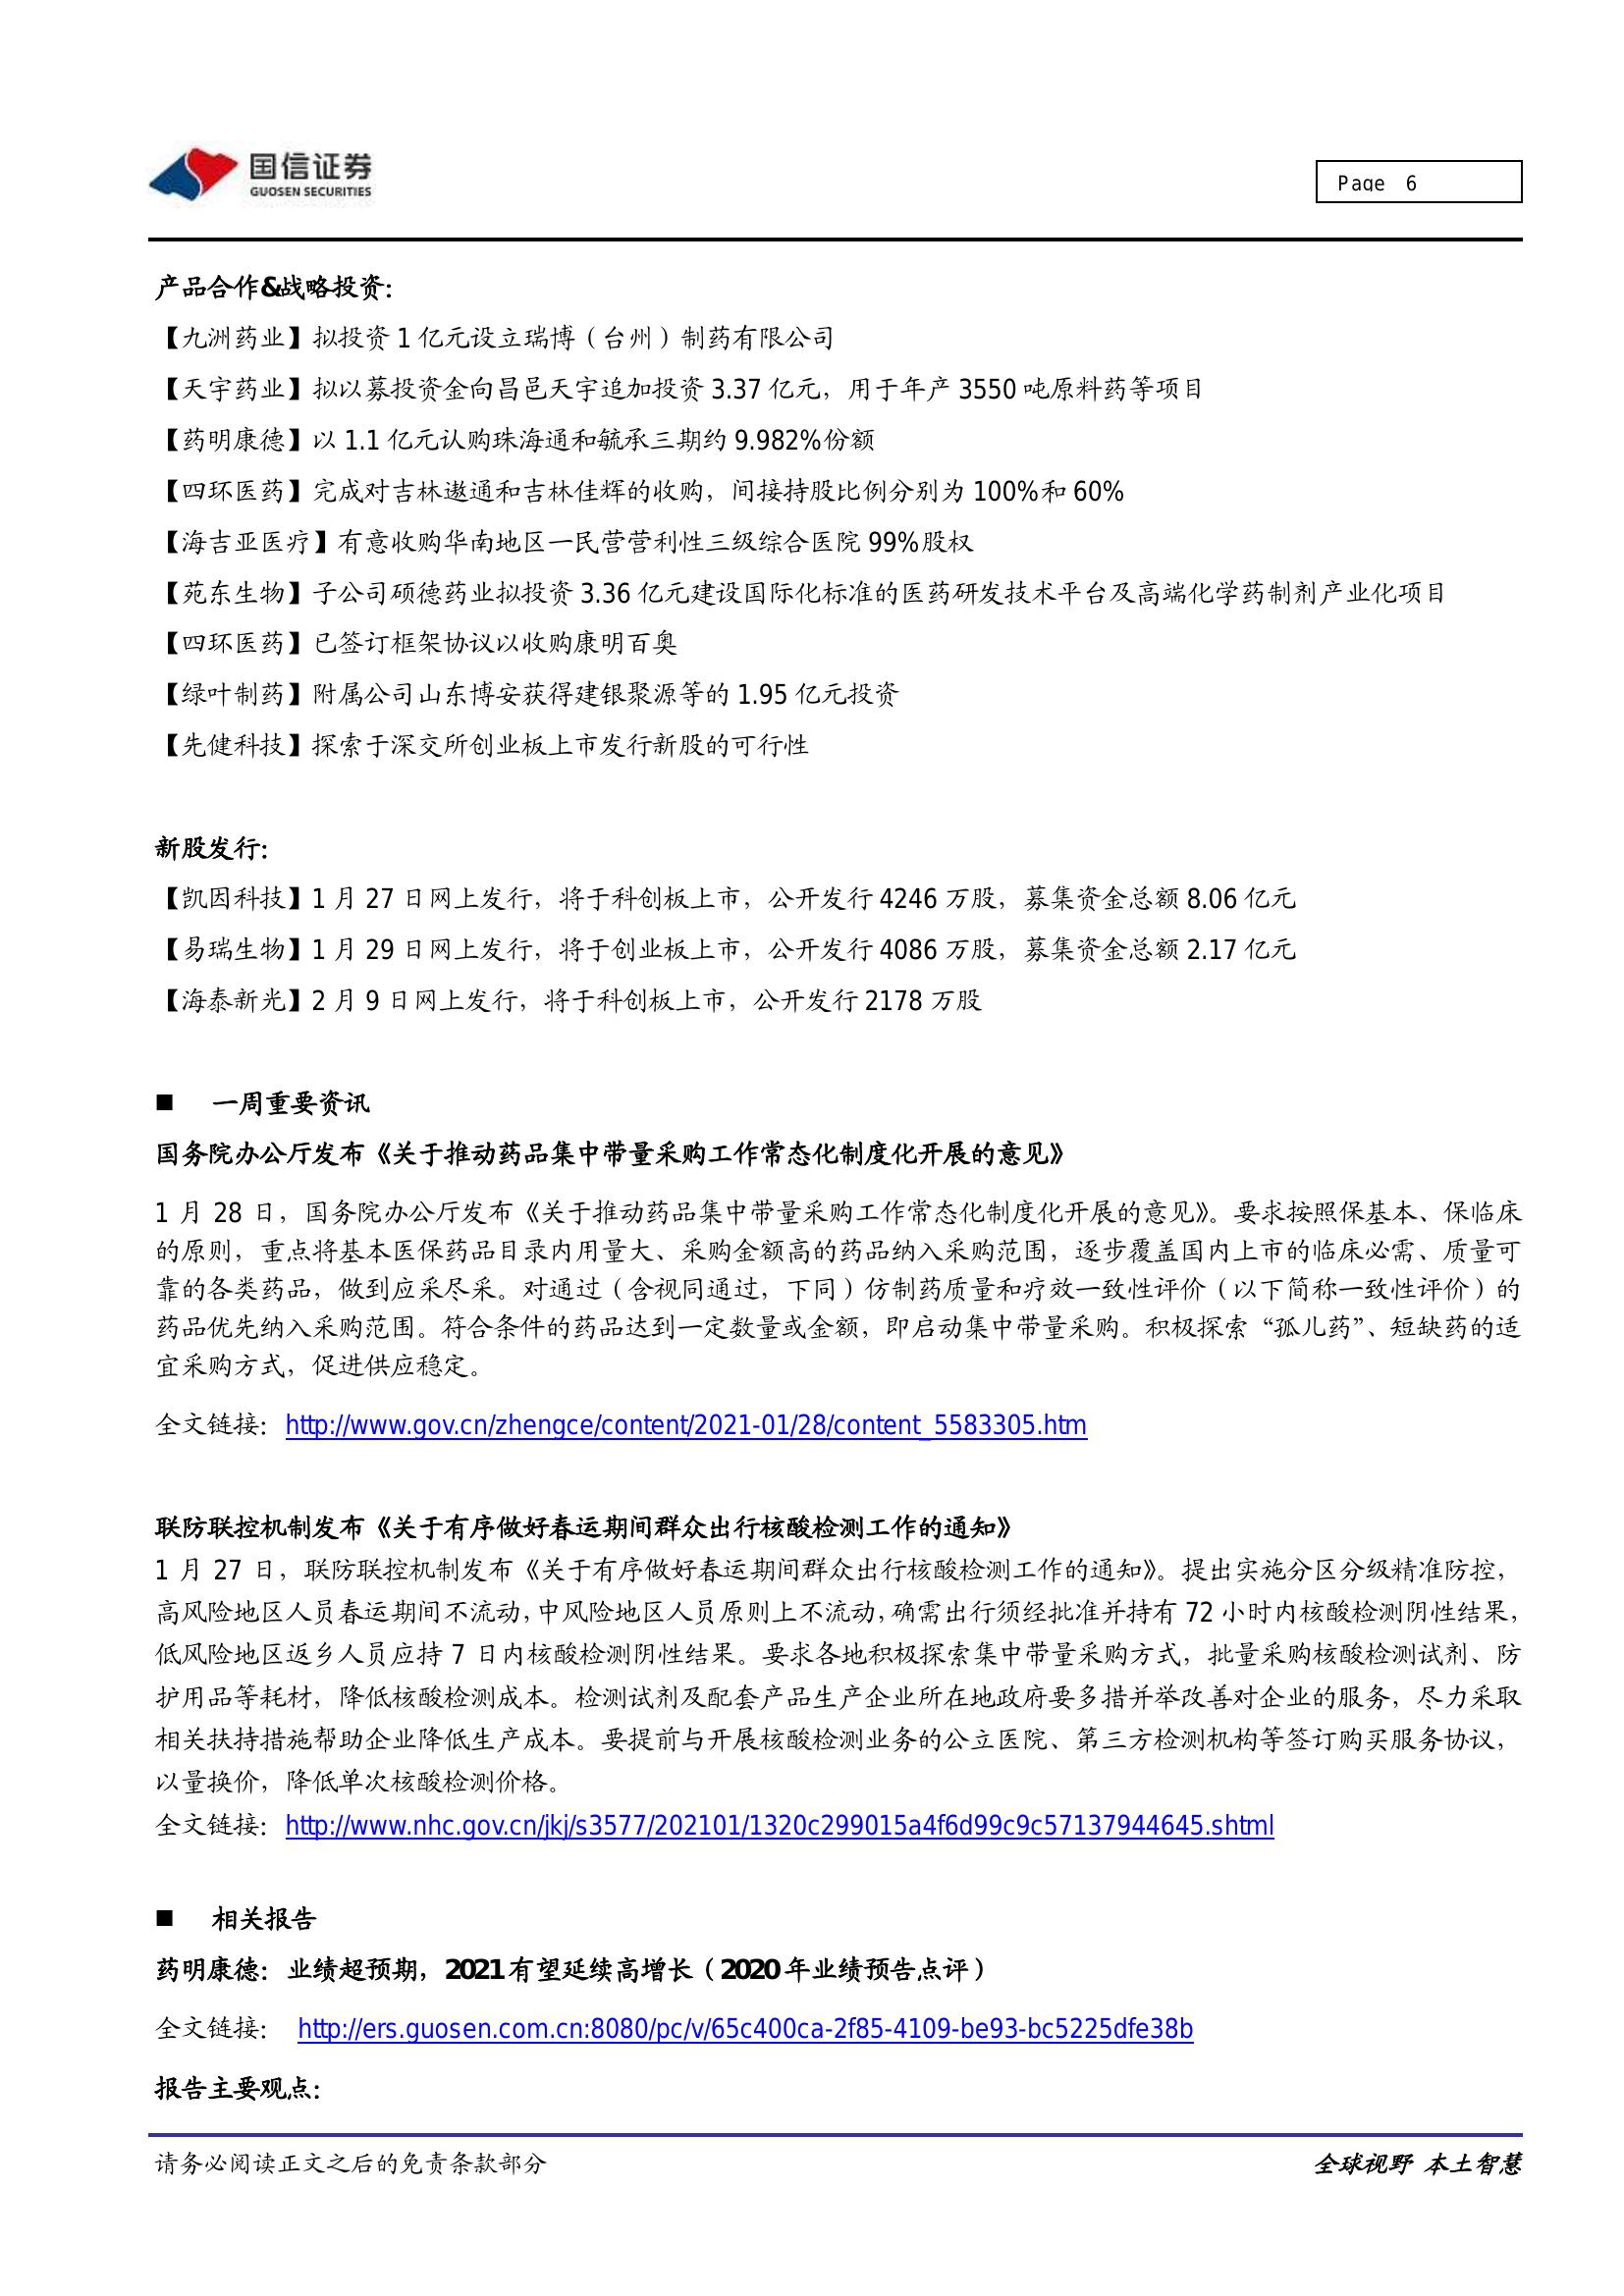 国信证券
GUOSEN SECURITIES
Page 6
产品合作&战略投资：
【九洲药业】拟投资 1 亿元设立瑞博（台州）制药有限公司
【天宇药业】拟以募投资金向昌邑天宇追加投资 3.37 亿元，用于年产 3550 吨原料药等项目
【药明康德】以 1.1 亿元认购珠海通和毓承三期约 9.982%份额
【四环医药】完成对吉林遨通和吉林佳辉的收购，间接持股比例分别为 100%和 60%
【海吉亚医疗】有意收购华南地区一民营营利性三级综合医院 99%股权
【苑东生物】子公司硕德药业拟投资 3.36 亿元建设国际化标准的医药研发技术平台及高端化学药制剂产业化项目
【四环医药】已签订框架协议以收购康明百奥
【绿叶制药】附属公司山东博安获得建银聚源等的 1.95 亿元投资
【先健科技】探索于深交所创业板上市发行新股的可行性
新股发行：
【凯因科技】1 月 27 日网上发行，将于科创板上市，公开发行 4246 万股，募集资金总额 8.06 亿元
【易瑞生物】1 月 29 日网上发行，将于创业板上市，公开发行 4086 万股，募集资金总额 2.17 亿元
【海泰新光】2 月 9 日网上发行，将于科创板上市，公开发行 2178 万股
■ 一周重要资讯
国务院办公厅发布《关于推动药品集中带量采购工作常态化制度化开展的意见》
1 月 28 日，国务院办公厅发布《关于推动药品集中带量采购工作常态化制度化开展的意见》。要求按照保基本、保临床
的原则，重点将基本医保药品目录内用量大、采购金额高的药品纳入采购范围，逐步覆盖国内上市的临床必需、质量可
靠的各类药品，做到应采尽采。对通过（含视同通过，下同）仿制药质量和疗效一致性评价（以下简称一致性评价）的
药品优先纳入采购范围。符合条件的药品达到一定数量或金额，即启动集中带量采购。积极探索“孤儿药”、短缺药的适
宜采购方式，促进供应稳定。
全文链接：http://www.gov.cn/zhengce/content/2021-01/28/content_5583305.htm
联防联控机制发布《关于有序做好春运期间群众出行核酸检测工作的通知》
1 月 27 日，联防联控机制发布《关于有序做好春运期间群众出行核酸检测工作的通知》。提出实施分区分级精准防控，
高风险地区人员春运期间不流动，中风险地区人员原则上不流动，确需出行须经批准并持有 72 小时内核酸检测阴性结果，
低风险地区返乡人员应持 7 日内核酸检测阴性结果。要求各地积极探索集中带量采购方式，批量采购核酸检测试剂、防
护用品等耗材，降低核酸检测成本。检测试剂及配套产品生产企业所在地政府要多措并举改善对企业的服务，尽力采取
相关扶持措施帮助企业降低生产成本。要提前与开展核酸检测业务的公立医院、第三方检测机构等签订购买服务协议，
以量换价，降低单次核酸检测价格。
全文链接：http://www.nhc.gov.cn/jkj/s3577/202101/1320c299015a4f6d99c9c57137944645.shtml
■ 相关报告
药明康德：业绩超预期，2021 有望延续高增长（2020 年业绩预告点评）
全文链接： http://ers.guosen.com.cn:8080/pc/v/65c400ca-2f85-4109-be93-bc5225dfe38b
报告主要观点：
请务必阅读正文之后的免责条款部分
全球视野 本土智慧